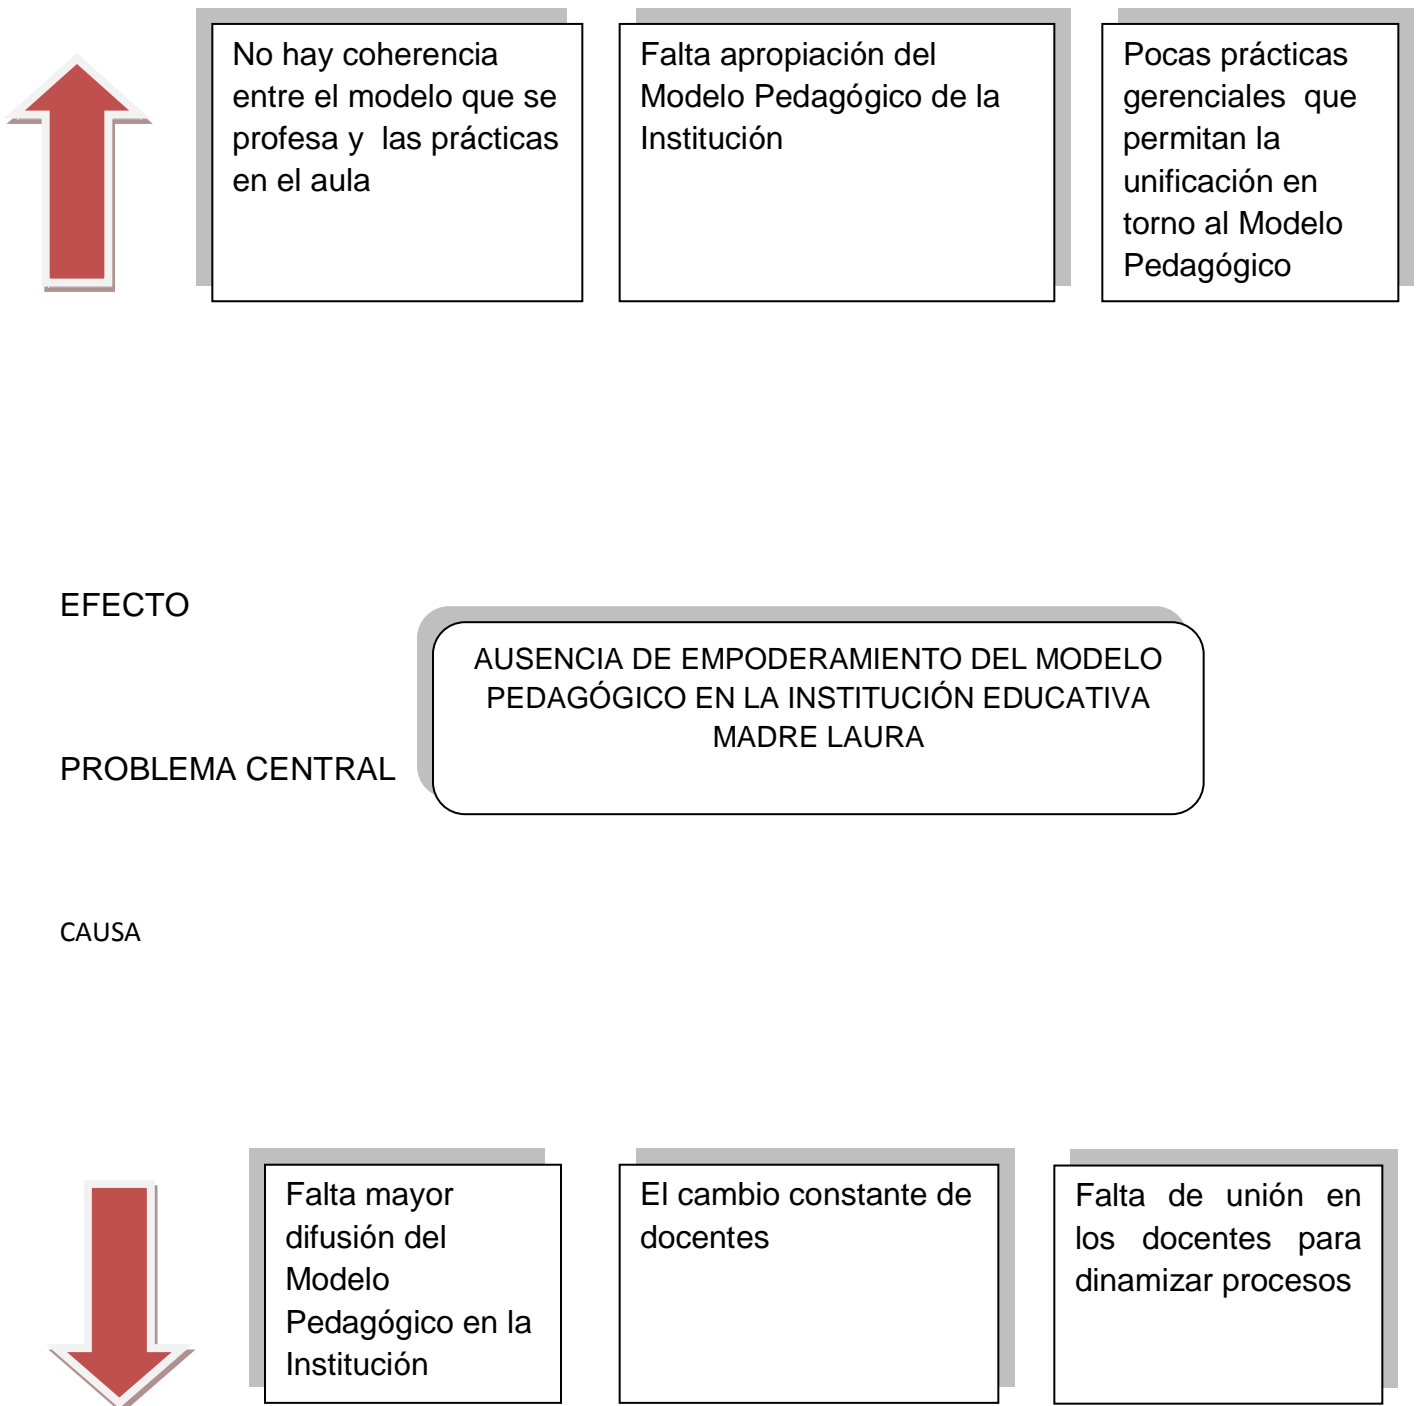 No hay coherencia
entre el modelo que se
profesa y las prácticas
en el aula
Falta apropiación del
Modelo Pedagógico de la
Institución
Pocas prácticas
gerenciales que
permitan la
unificación en
torno al Modelo
Pedagógico
EFECTO
AUSENCIA DE EMPODERAMIENTO DEL MODELO
PEDAGÓGICO EN LA INSTITUCIÓN EDUCATIVA
MADRE LAURA
PROBLEMA CENTRAL
CAUSA
Falta mayor
difusión del
Modelo
Pedagógico en la
Institución
El cambio constante de
docentes
Falta de unión en
los docentes para
dinamizar procesos